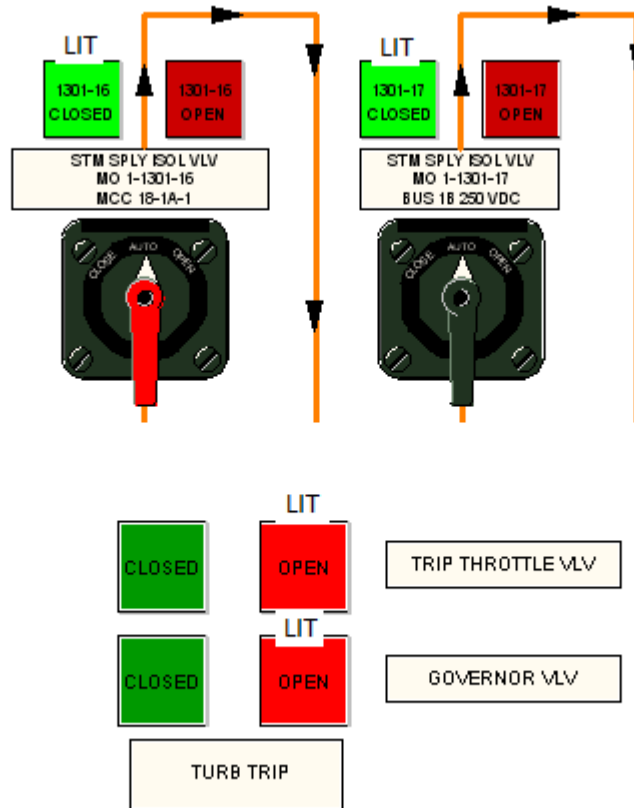 LIT
1301-16
CLOSED
1301-16
OPEN
LIT
1301-17
CLOSED
1301-17
OPEN
STM SPLY ISOL VLV
MO 1-1301-16
MCC 18-1A-1
STM SPLY ISOL VLV
MO 1-1301-17
BUS 1B 250 VDC
CLOSE
AUTO
OPEN
CLOSE
AUTO
OPEN
LIT
CLOSED
OPEN
TRIP THROTTLE VLV
LIT
CLOSED
OPEN
GOVERNOR VLV
TURB TRIP